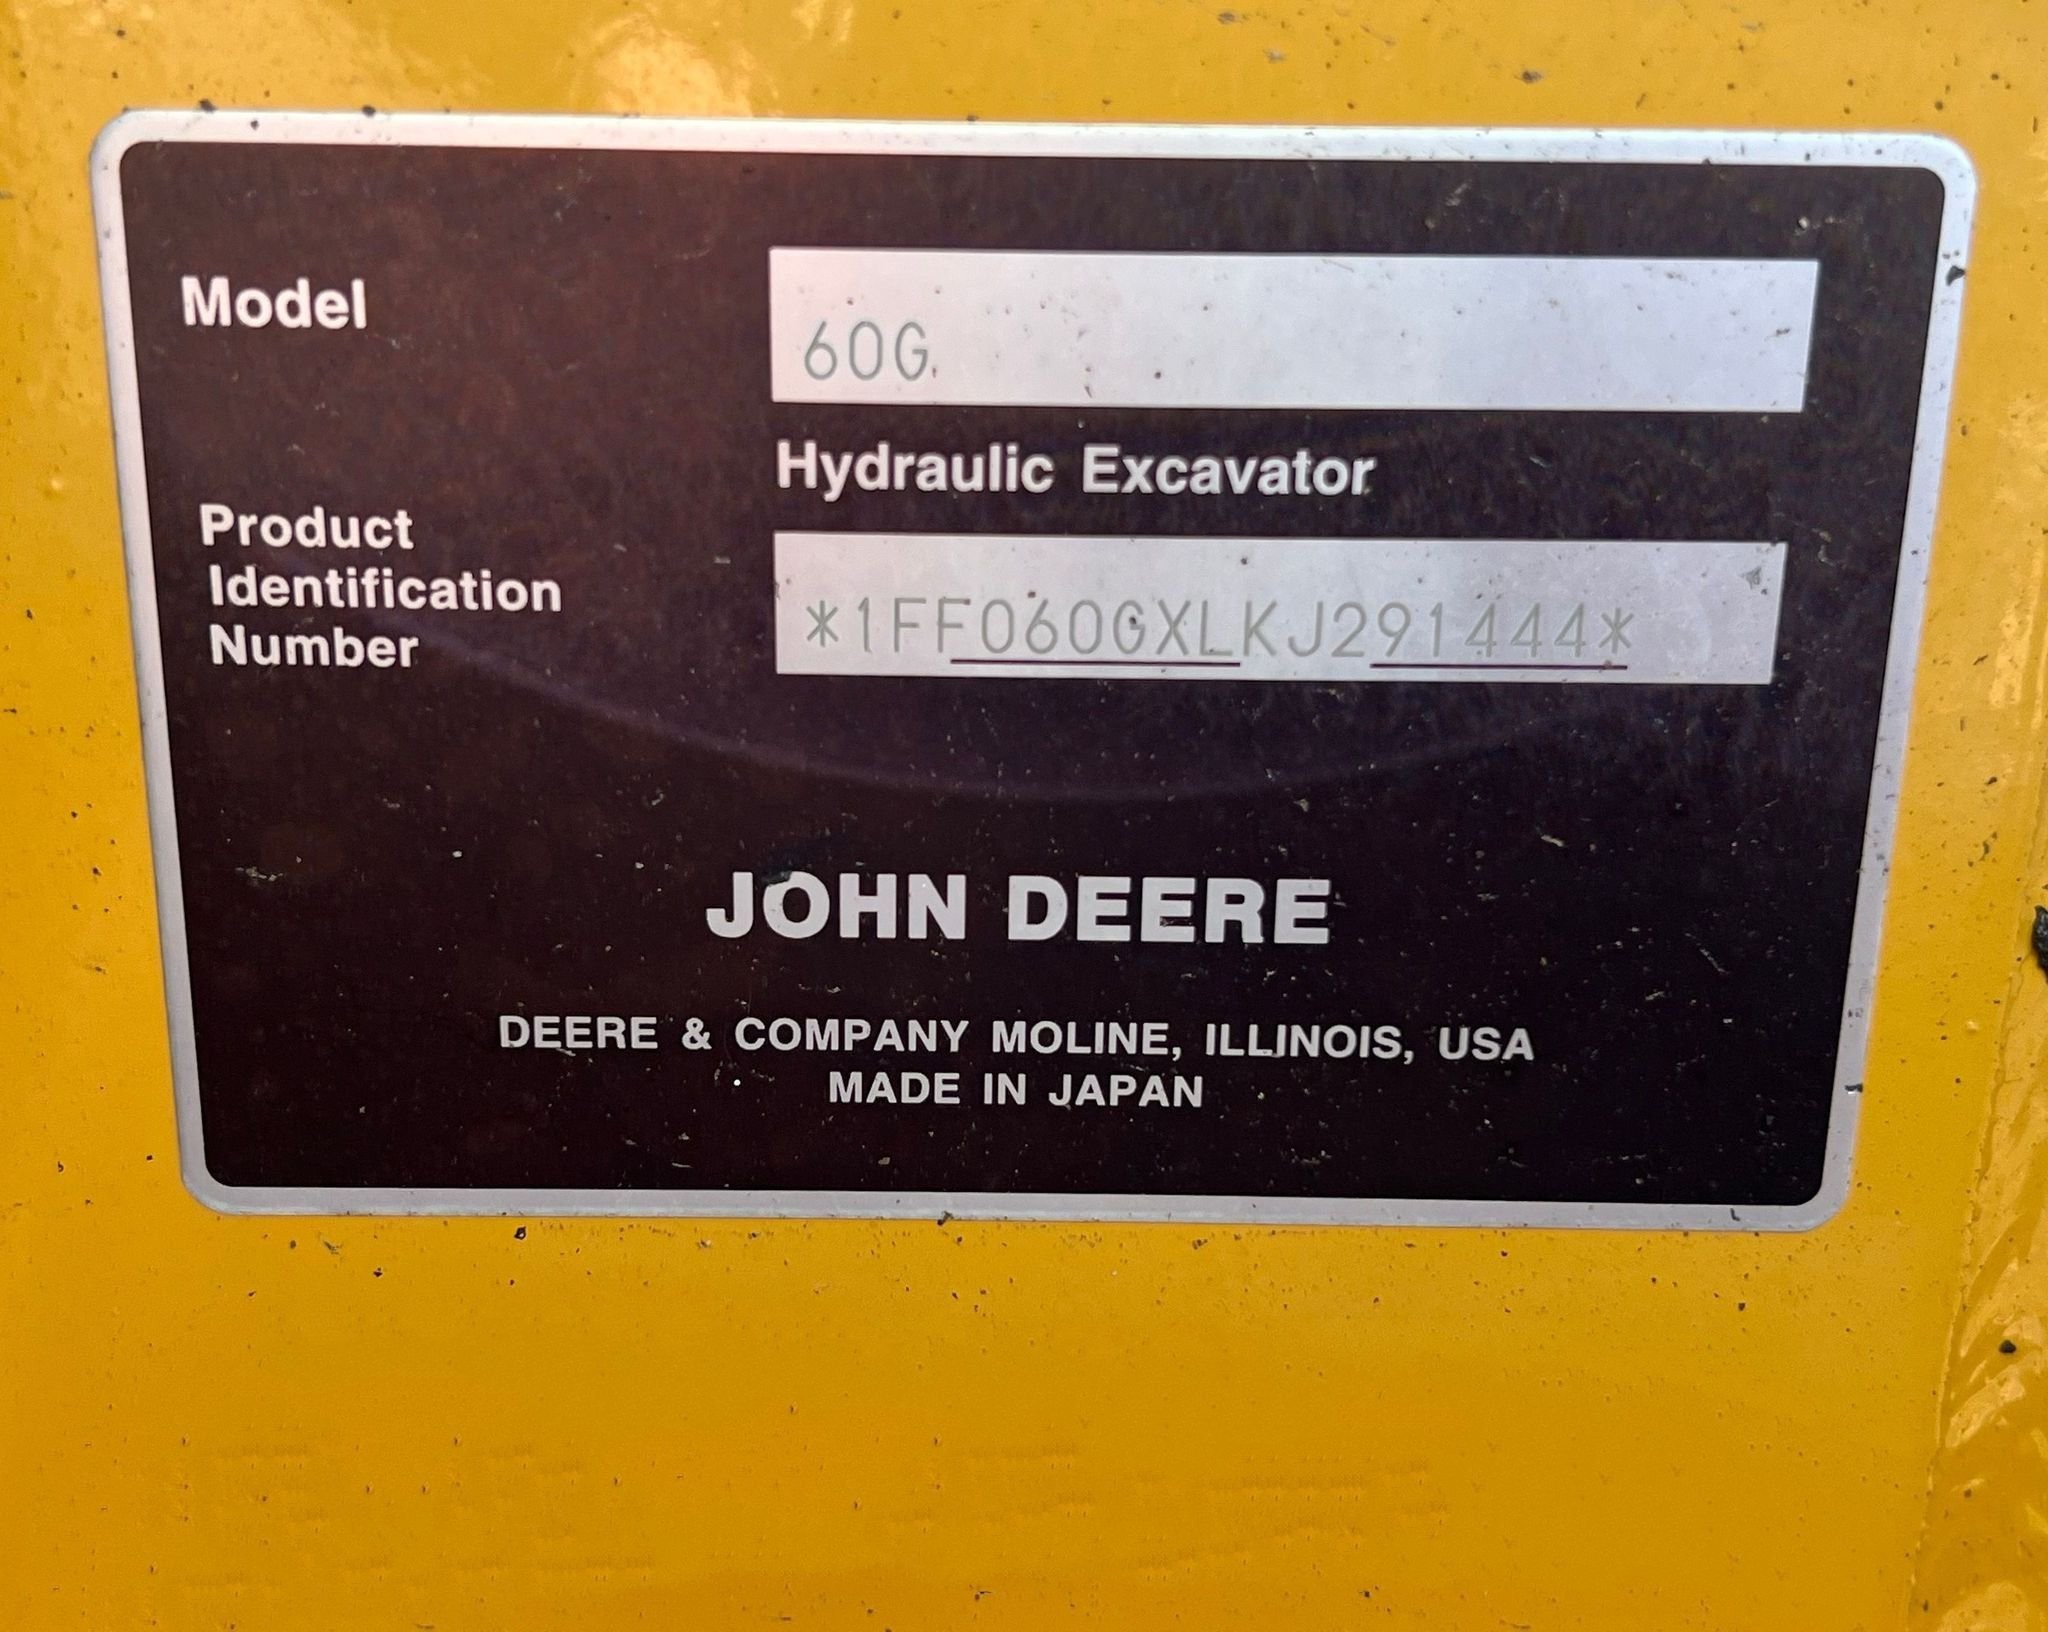 Model
60G
Hydraulic Excavator
Product
Identification
Number
*1FF060GXLKJ291444*
JOHN DEERE
DEERE & COMPANY MOLINE, ILLINOIS, USA
MADE IN JAPAN